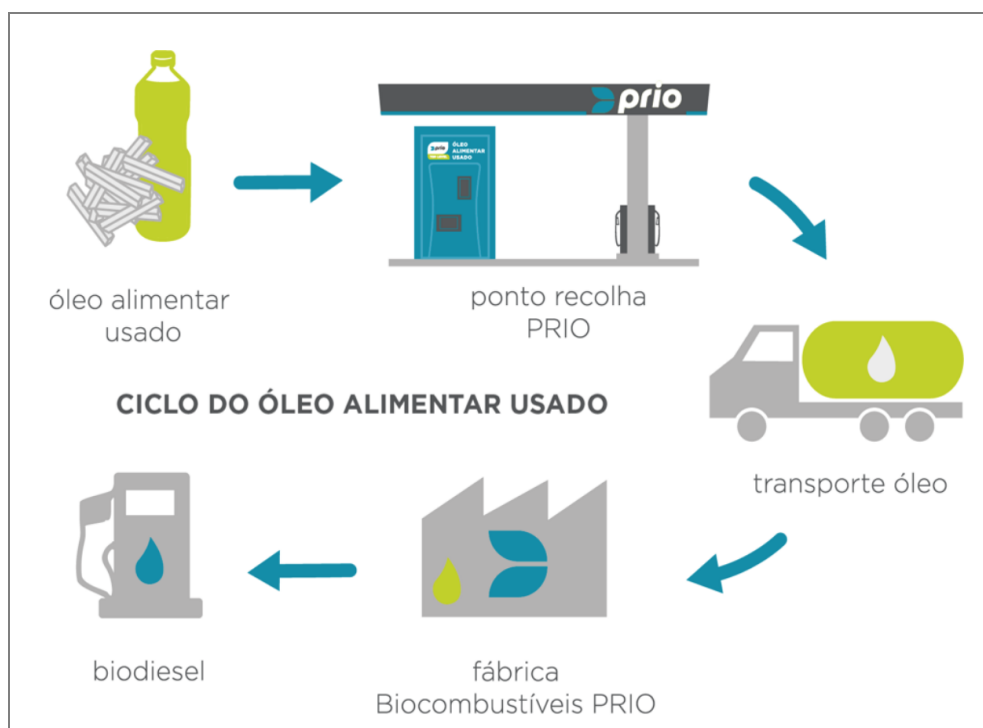 prio
prio
ÓLEO
ALIMENTAR
USADO
óleo alimentar
usado
ponto recolha
PRIO
CICLO DO ÓLEO ALIMENTAR USADO
transporte óleo
biodiesel
fábrica
Biocombustíveis PRIO